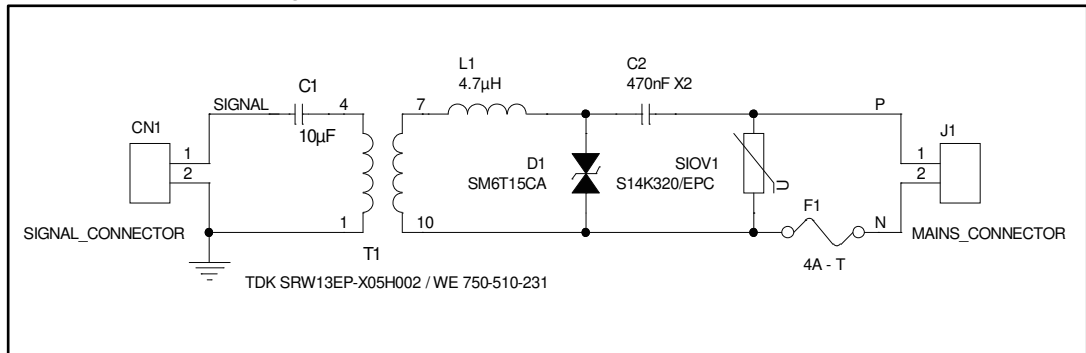 L1
4.7µH
C2
470nF X2
C1
10µF
SIGNAL
4
7
P
CN1
1
2
J1
1
2
D1
SM6T15CA
SIOV1
S14K320/EPC
U
F1
N
1
10
SIGNAL_CONNECTOR
MAINS_CONNECTOR
T1
4A - T
TDK SRW13EP-X05H002 / WE 750-510-231